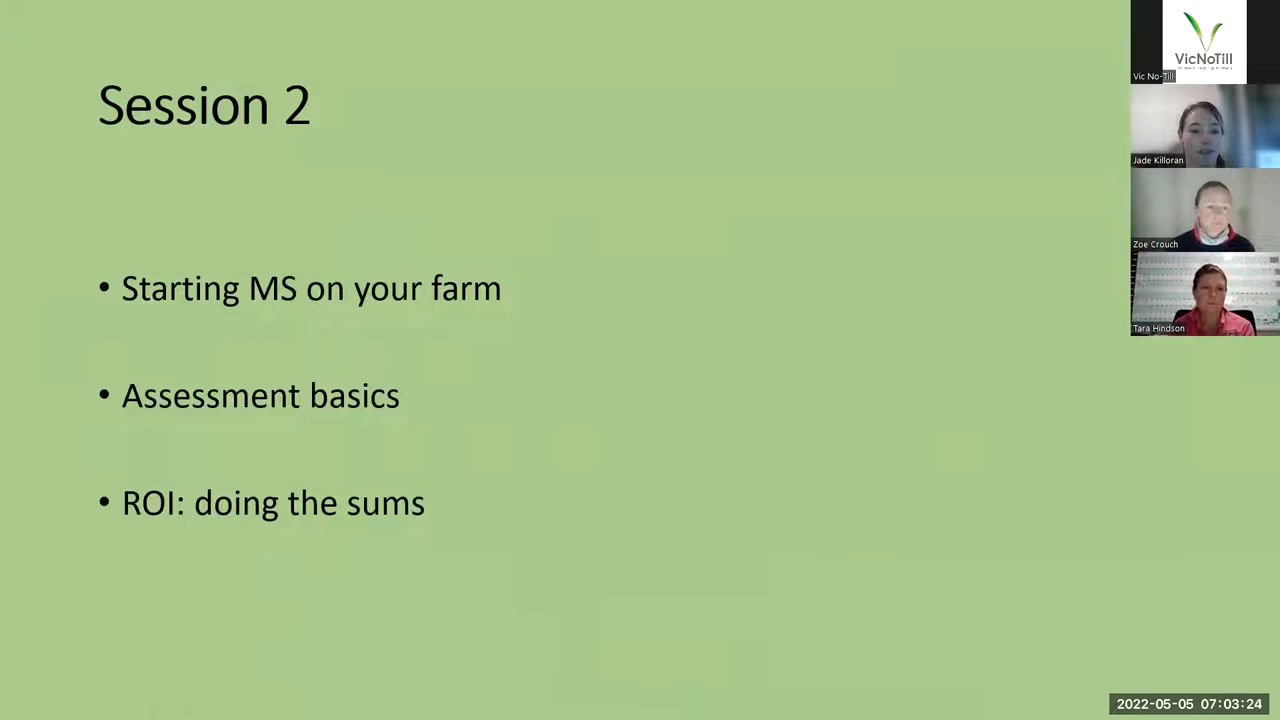 Session 2
• Starting MS on your farm
• Assessment basics
• ROI: doing the sums
VicNoTill
Vic No-Till
Jade Killoran
Zoe Crouch
Tara Hindson
2022-05-05 07:03:24